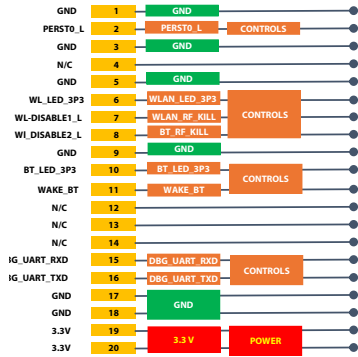 GND 1 GND
PERST0_L 2 PERST0_L CONTROLS
GND 3 GND
N/C 4
GND 5 GND
WL_LED_3P3 6 WLAN_LED_3P3
WL-DISABLE1_L 7 WLAN_RF_KILL CONTROLS
WI_DISABLE2_L 8 BT_RF_KILL
GND 9 GND
BT_LED_3P3 10 BT_LED_3P3
CONTROLS
WAKE_BT 11 WAKE_BT
N/C 12
N/C 13
N/C 14
BG_UART_RXD 15 DBG_UART_RXD
CONTROLS
BG_UART_TXD 16 DBG_UART_TXD
GND 17
GND
GND 18
3.3V 19
3.3 V POWER
3.3V 20